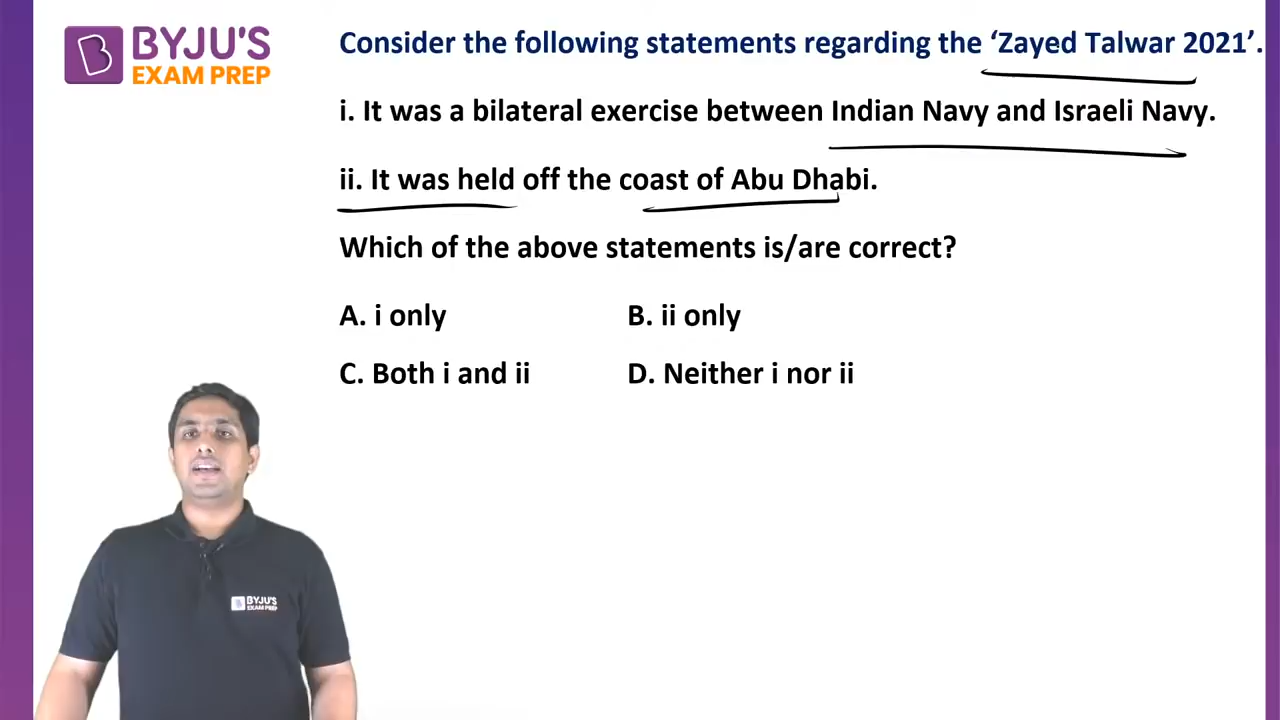 BYJU'S
EXAM PREP
Consider the following statements regarding the ‘Zayed Talwar 2021’.
i. It was a bilateral exercise between Indian Navy and Israeli Navy.
ii. It was held off the coast of Abu Dhabi.
Which of the above statements is/are correct?
A. i only
B. ii only
C. Both i and ii
D. Neither i nor ii
BYJU'S
EXAM PREP